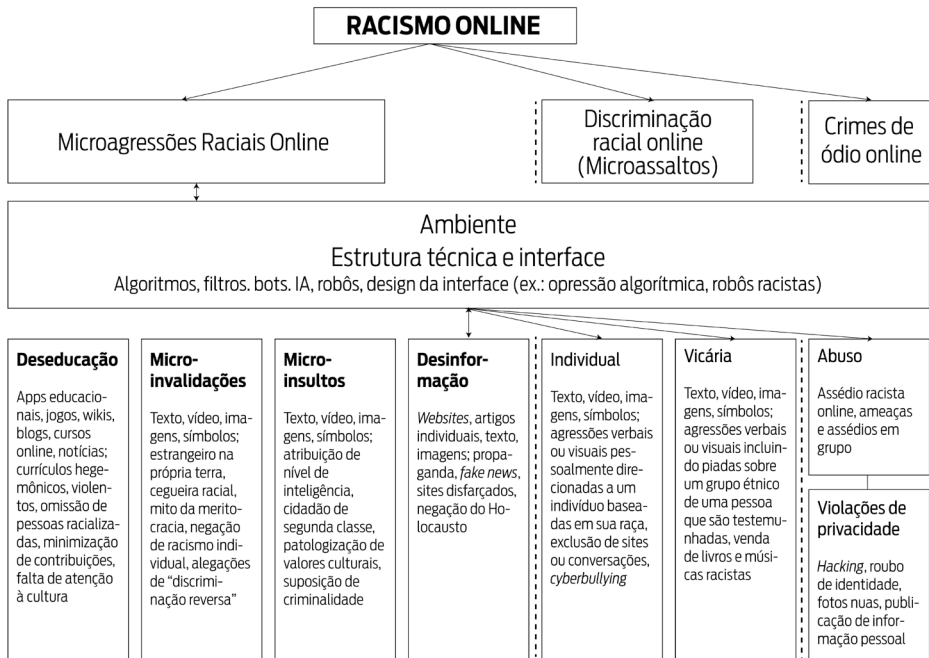 RACISMO ONLINE
Microagressões Raciais Online
Discriminação
racial online
(Microassaltos)
Crimes de
ódio online
Ambiente
Estrutura técnica e interface
Algoritmos, filtros. bots. IA, robôs, design da interface (ex.: opressão algorítmica, robôs racistas)
Deseducação
Apps educacio-
nais, jogos, wikis,
blogs, cursos
online, notícias;
currículos hege-
mônicos, violen-
tos, omissão de
pessoas racializa-
das, minimização
de contribuições,
falta de atenção
à cultura
Micro-
invalidações
Texto, vídeo, ima-
gens, símbolos;
estrangeiro na
própria terra,
cegueira racial,
mito da merito-
cracia, negação
de racismo indi-
vidual, alegações
de “discrimi-
nação reversa”
Micro-
insultos
Texto, vídeo, ima-
gens, símbolos;
atribuição de
nível de
inteligência,
cidadão de
segunda classe,
patologização de
valores culturais,
suposição de
criminalidade
Desinfor-
mação
Websites, artigos
individuais, texto,
imagens; propa-
ganda, fake news,
sites disfarçados,
negação do Ho-
locausto
Individual
Texto, vídeo, ima-
gens, símbolos;
agressões verbais
ou visuais pes-
soalmente dire-
cionadas a um
indivíduo basea-
das em sua raça,
exclusão de sites
ou conversações,
cyberbullying
Vicária
Texto, vídeo, ima-
gens, símbolos;
agressões verbais
ou visuais incluin-
do piadas sobre
um grupo étnico
de uma pessoa
que são testemu-
nhadas, venda
de livros e músi-
cas racistas
Abuso
Assédio racista
online, ameaças
e assédios em
grupo
Violações de
privacidade
Hacking, roubo
de identidade,
fotos nuas, publi-
cação de infor-
mação pessoal